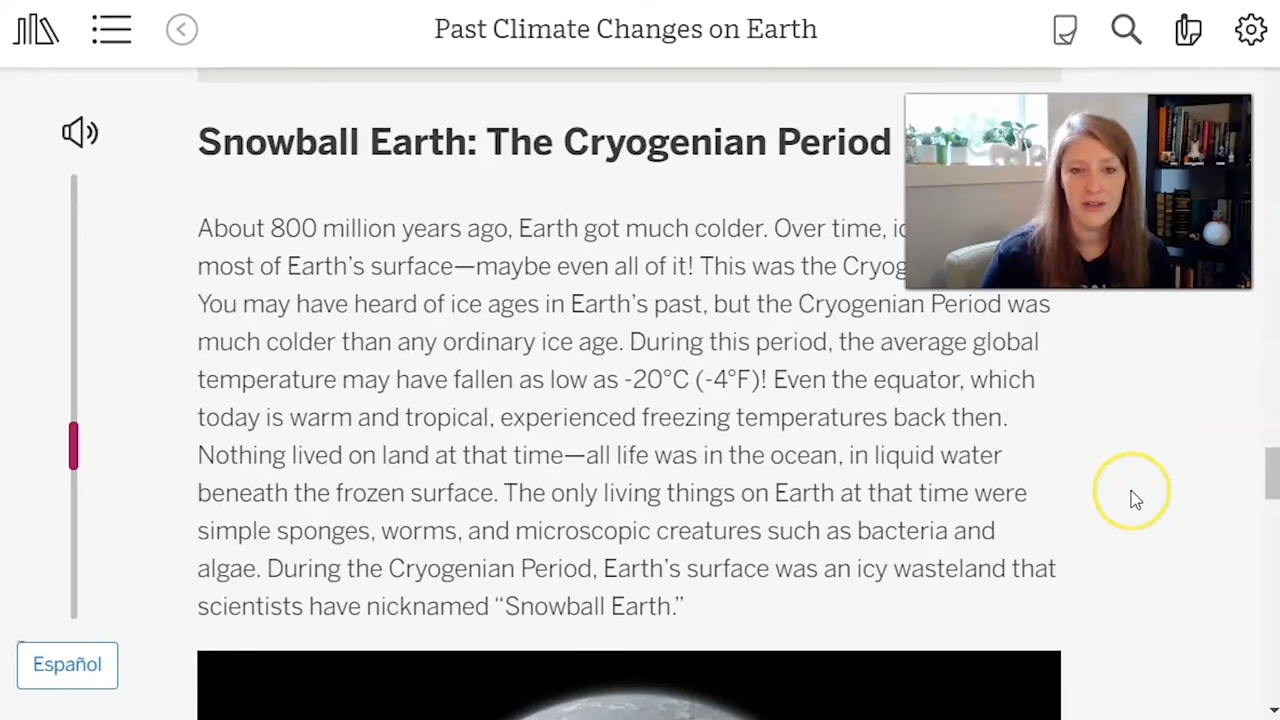 Past Climate Changes on Earth
Snowball Earth: The Cryogenian Period
About 800 million years ago, Earth got much colder. Over time,
most of Earth's surface—maybe even all of it! This was the
You may have heard of ice ages in Earth's past, but the Cryogenian Period was
much colder than any ordinary ice age. During this period, the average global
temperature may have fallen as low as -20°C (-4°F)! Even the equator, which
today is warm and tropical, experienced freezing temperatures back then.
Nothing lived on land at that time—all life was in the ocean, in liquid water
beneath the frozen surface. The only living things on Earth at that time were
simple sponges, worms, and microscopic creatures such as bacteria and
algae. During the Cryogenian Period, Earth's surface was an icy wasteland that
scientists have nicknamed “Snowball Earth.”
Español